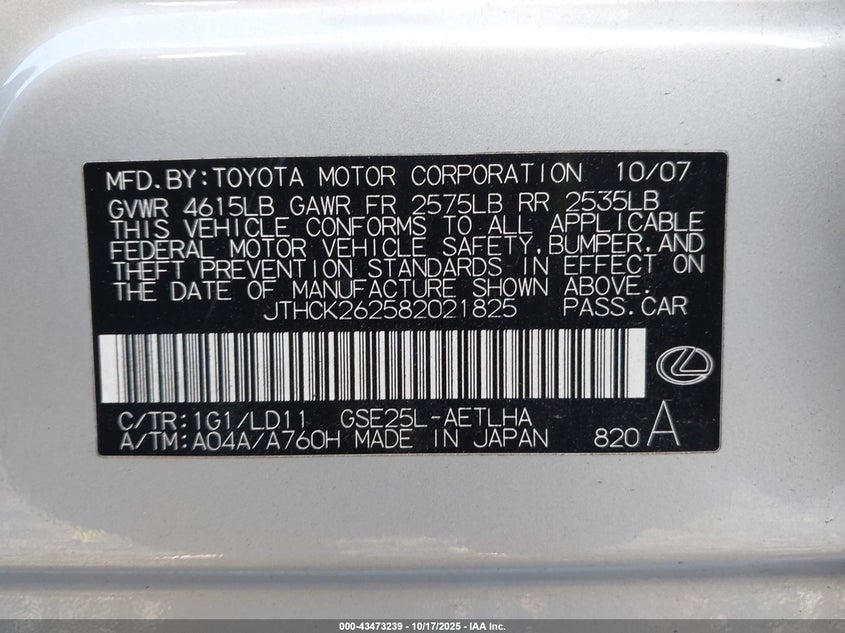 MFD.BY:TOYOTA MOTOR CORPORATION 10/07
GVWR 4615LB GAWR FR 2575LB RR 2535LB
THIS VEHICLE CONFORMS TO ALL APPLICABLE
FEDERAL MOTOR VEHICLE SAFETY,BUMPER,AND
THEFT PREVENTION STANDARDS IN EFFECT ON
THE DATE OF MANUFACTURE SHOWN ABOVE.
JTHCK262582021825 PASS.CAR
C/TR:1G1/LD11 GSE25L-AETLHA
A/TM:A04A/A760H MADE IN JAPAN 820 A
000-43473239 - 10/17/2025 - IAA Inc.